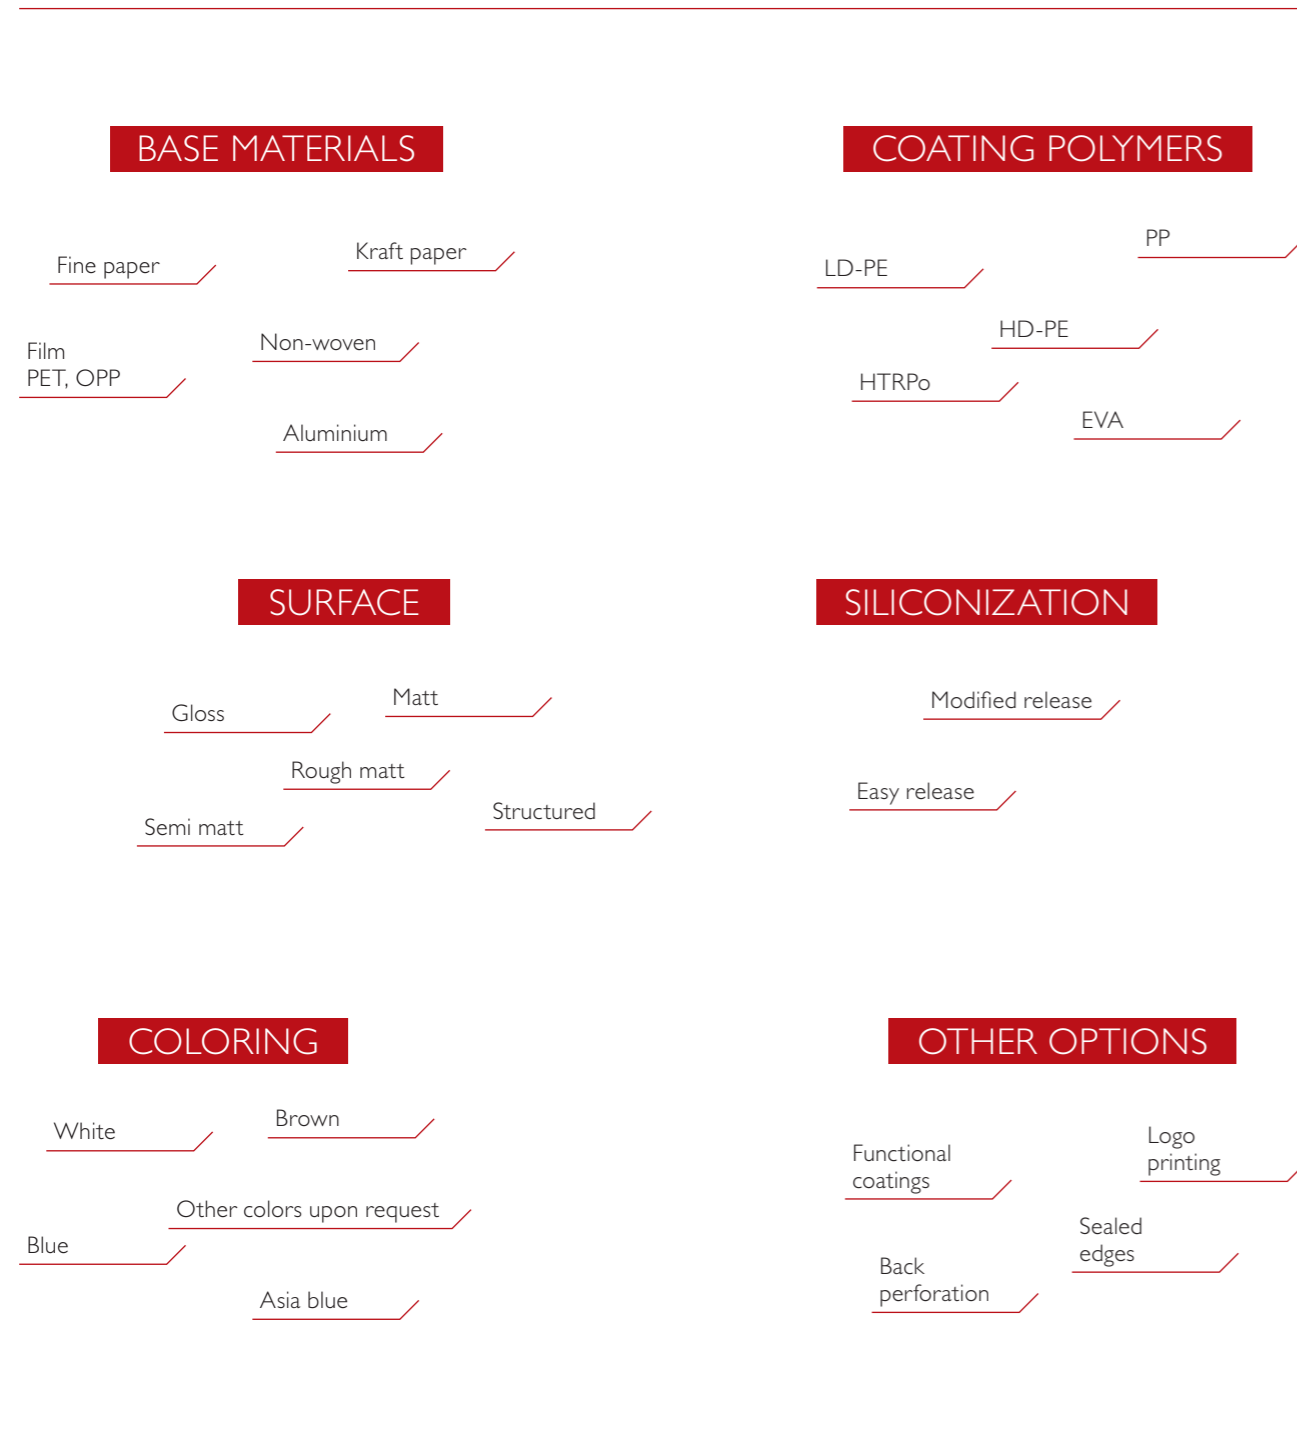 BASE MATERIALS
Fine paper
Kraft paper
Film
PET, OPP
Non-woven
Aluminium
COATING POLYMERS
PP
LD-PE
HD-PE
HTRPo
EVA
SURFACE
Gloss
Matt
Rough matt
Semi matt
Structured
SILICONIZATION
Modified release
Easy release
COLORING
White
Brown
Other colors upon request
Blue
Asia blue
OTHER OPTIONS
Functional
coatings
Logo
printing
Sealed
edges
Back
perforation